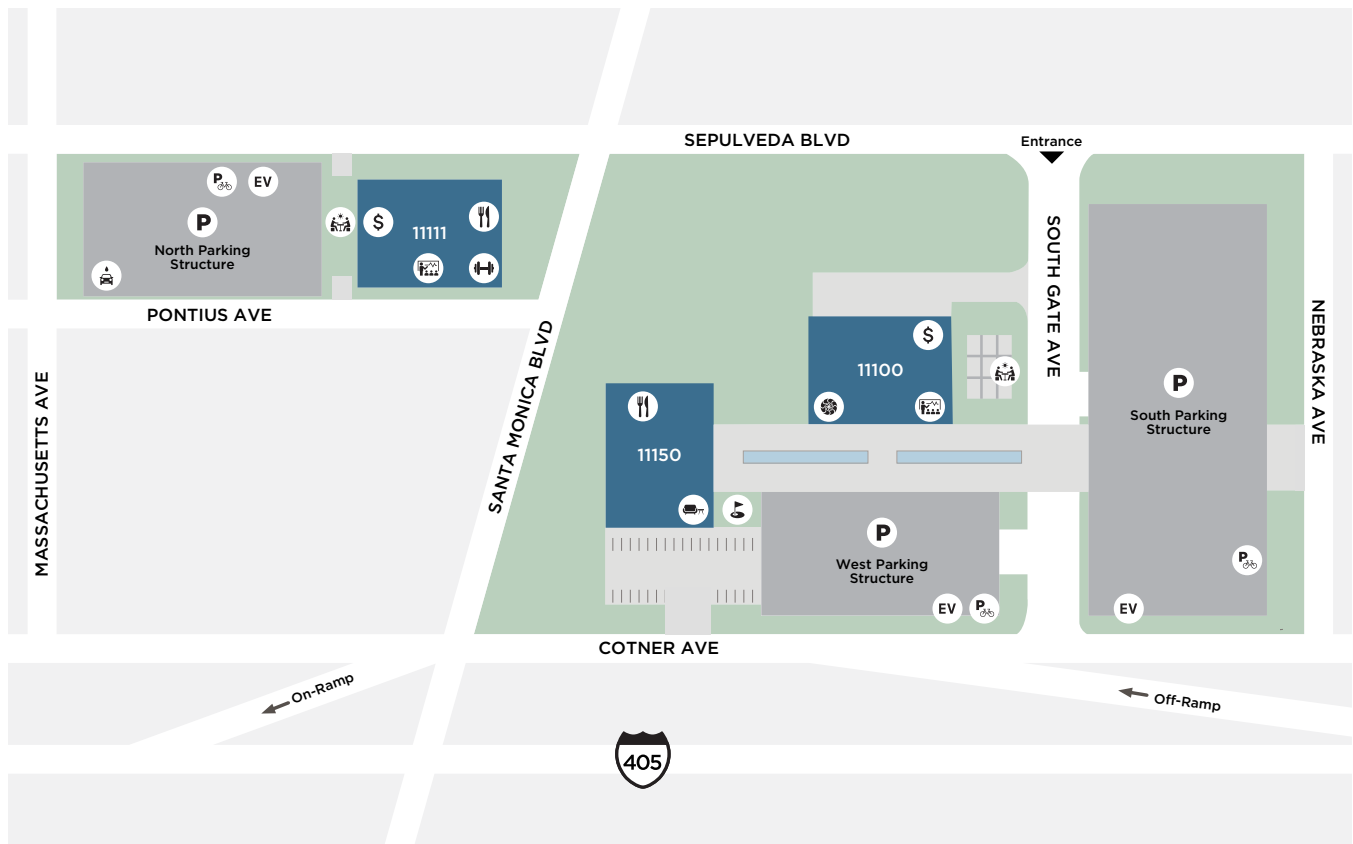 SEPULVEDA BLVD
Entrance
P
EV
P
North Parking
Structure
$
11111
PONTIUS AVE
MASSACHUSETTS AVE
SANTA MONICA BLVD
SOUTH GATE AVE
NEBRASKA AVE
$
11100
P
South Parking
Structure
11150
P
West Parking
Structure
EV
P
P
EV
COTNER AVE
On-Ramp
Off-Ramp
405